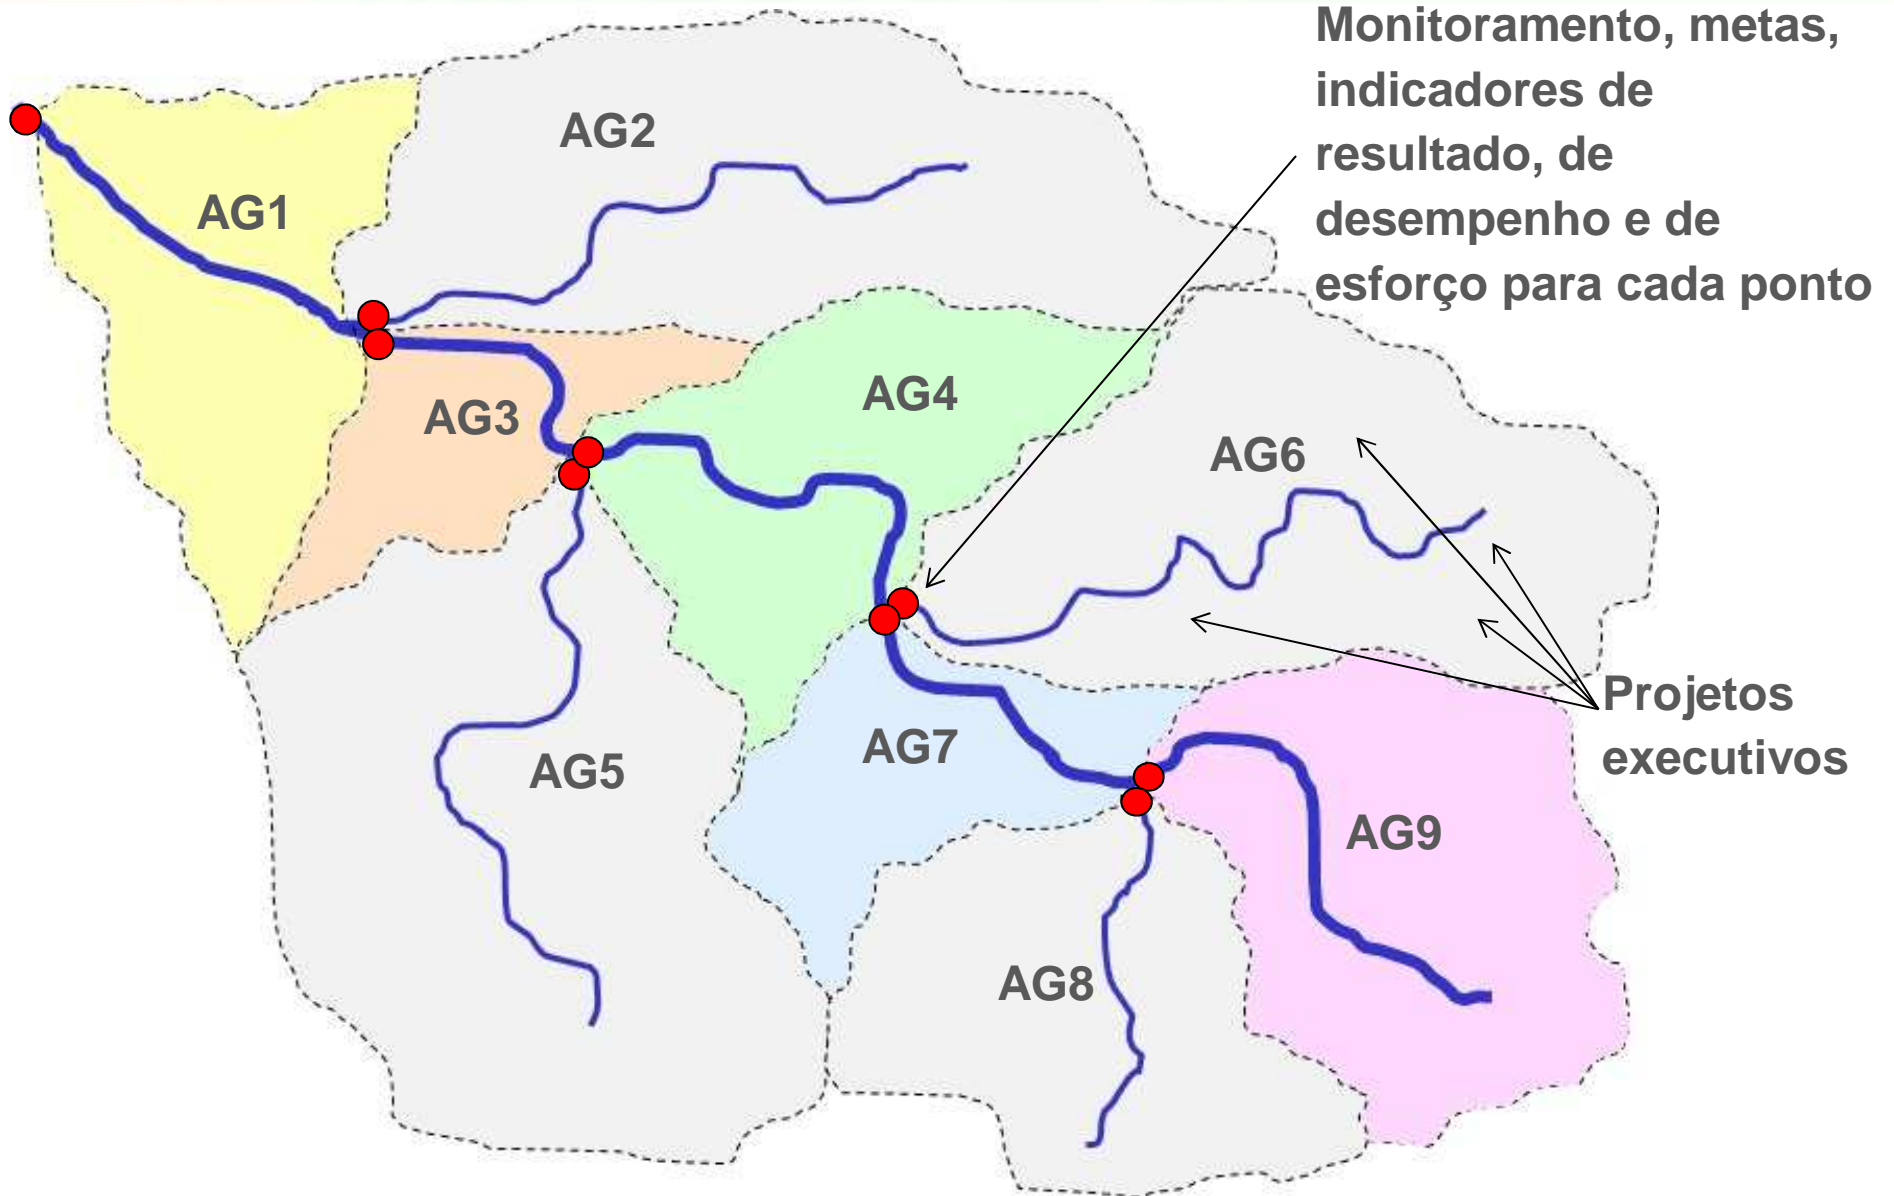 Monitoramento, metas,
indicadores de
resultado, de
desempenho e de
esforço para cada ponto
AG2
AG1
AG4
AG3
AG6
Projetos
executivos
AG7
AG5
AG9
AG8